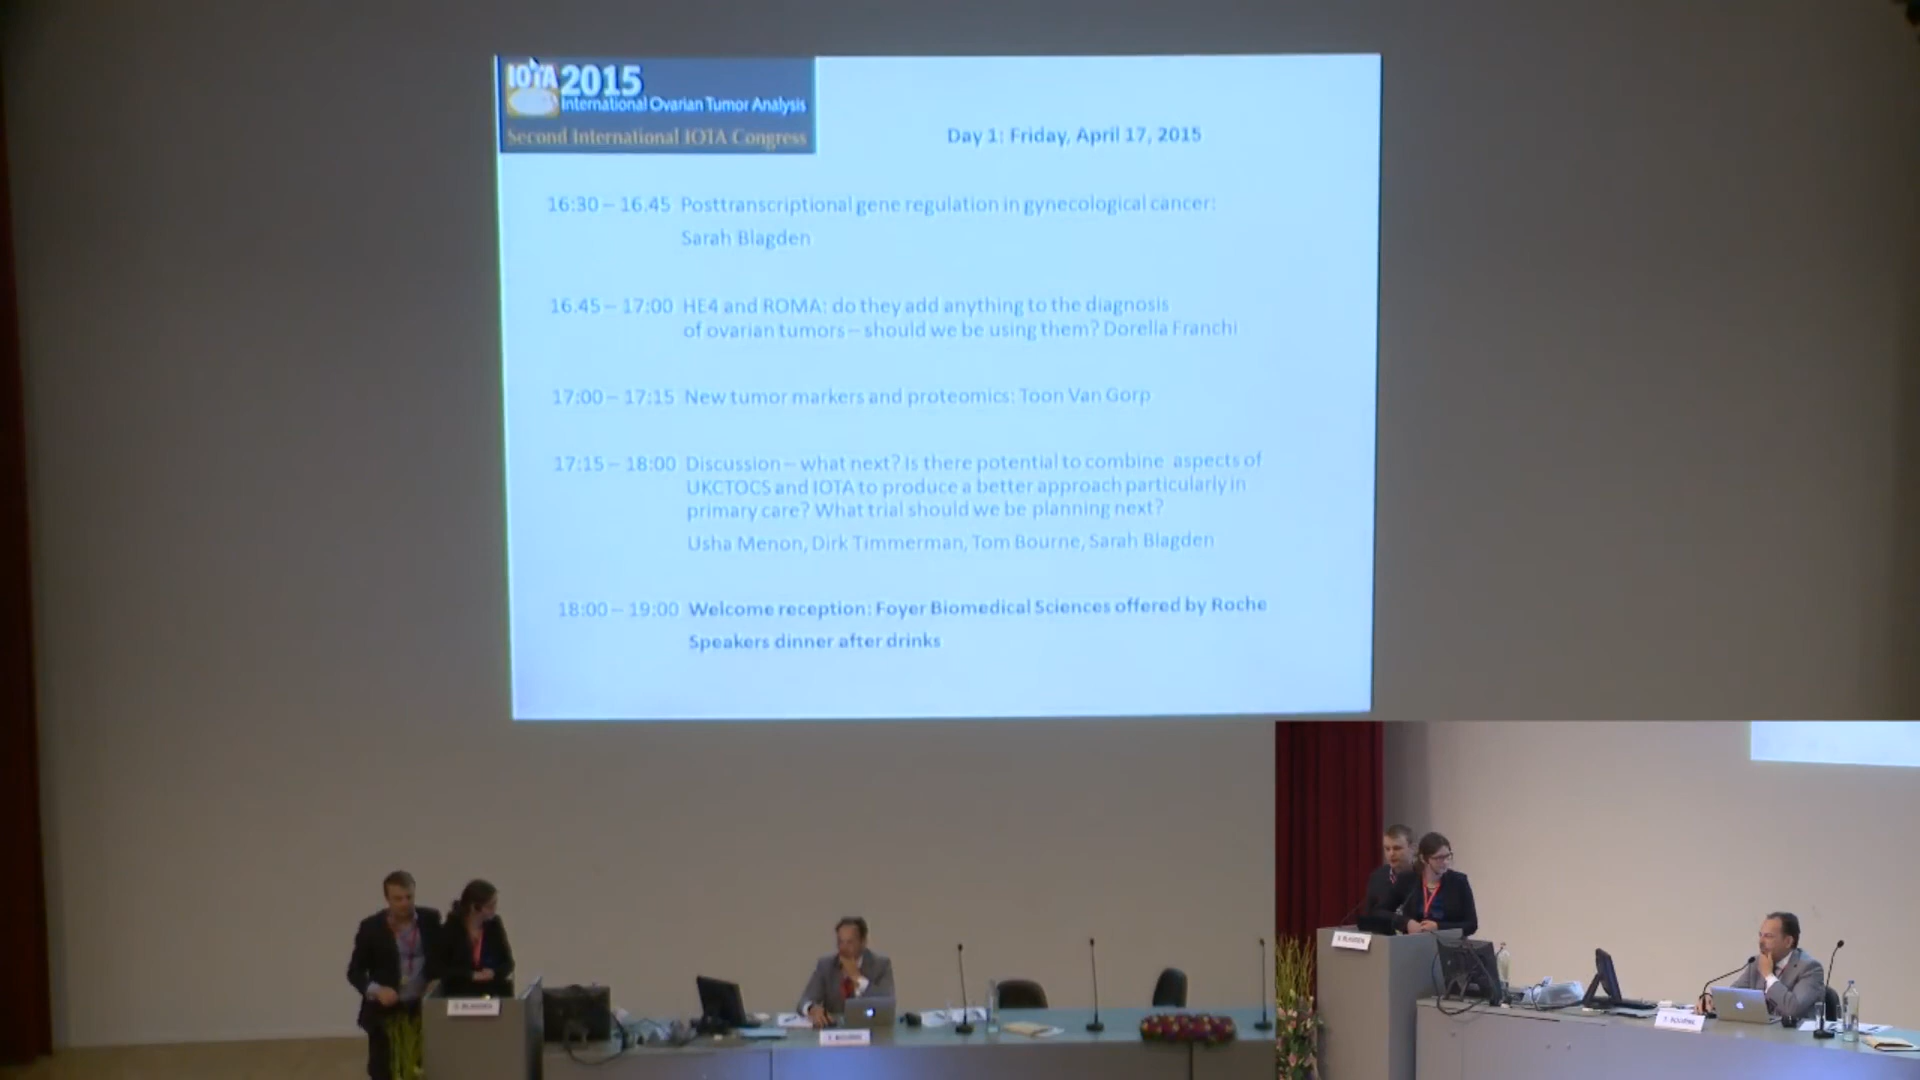 IOTA 2015
International Ovarian Tumor Analysis
Second International IOTA Congress
Day 1: Friday, April 17, 2015
16:30 – 16.45 Posttranscriptional gene regulation in gynecological cancer:
Sarah Blagden
16.45 – 17:00 HE4 and ROMA: do they add anything to the diagnosis
of ovarian tumors – should we be using them? Dorella Franchi
17:00 – 17:15 New tumor markers and proteomics: Toon Van Gorp
17:15 – 18:00 Discussion – what next? Is there potential to combine aspects of
UKCTOCS and IOTA to produce a better approach particularly in
primary care? What trial should we be planning next?
Usha Menon, Dirk Timmerman, Tom Bourne, Sarah Blagden
18:00 – 19:00 Welcome reception: Foyer Biomedical Sciences offered by Roche
Speakers dinner after drinks
S. BLAGDEN
T. BOURNE
S. BLAGDEN
T. BOURNE